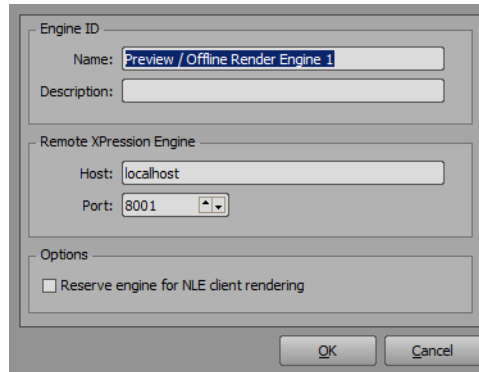 Engine ID
Name: Preview / Offline Render Engine 1
Description:
Remote XPression Engine
Host: localhost
Port: 8001
Options
Reserve engine for NLE client rendering
OK Cancel